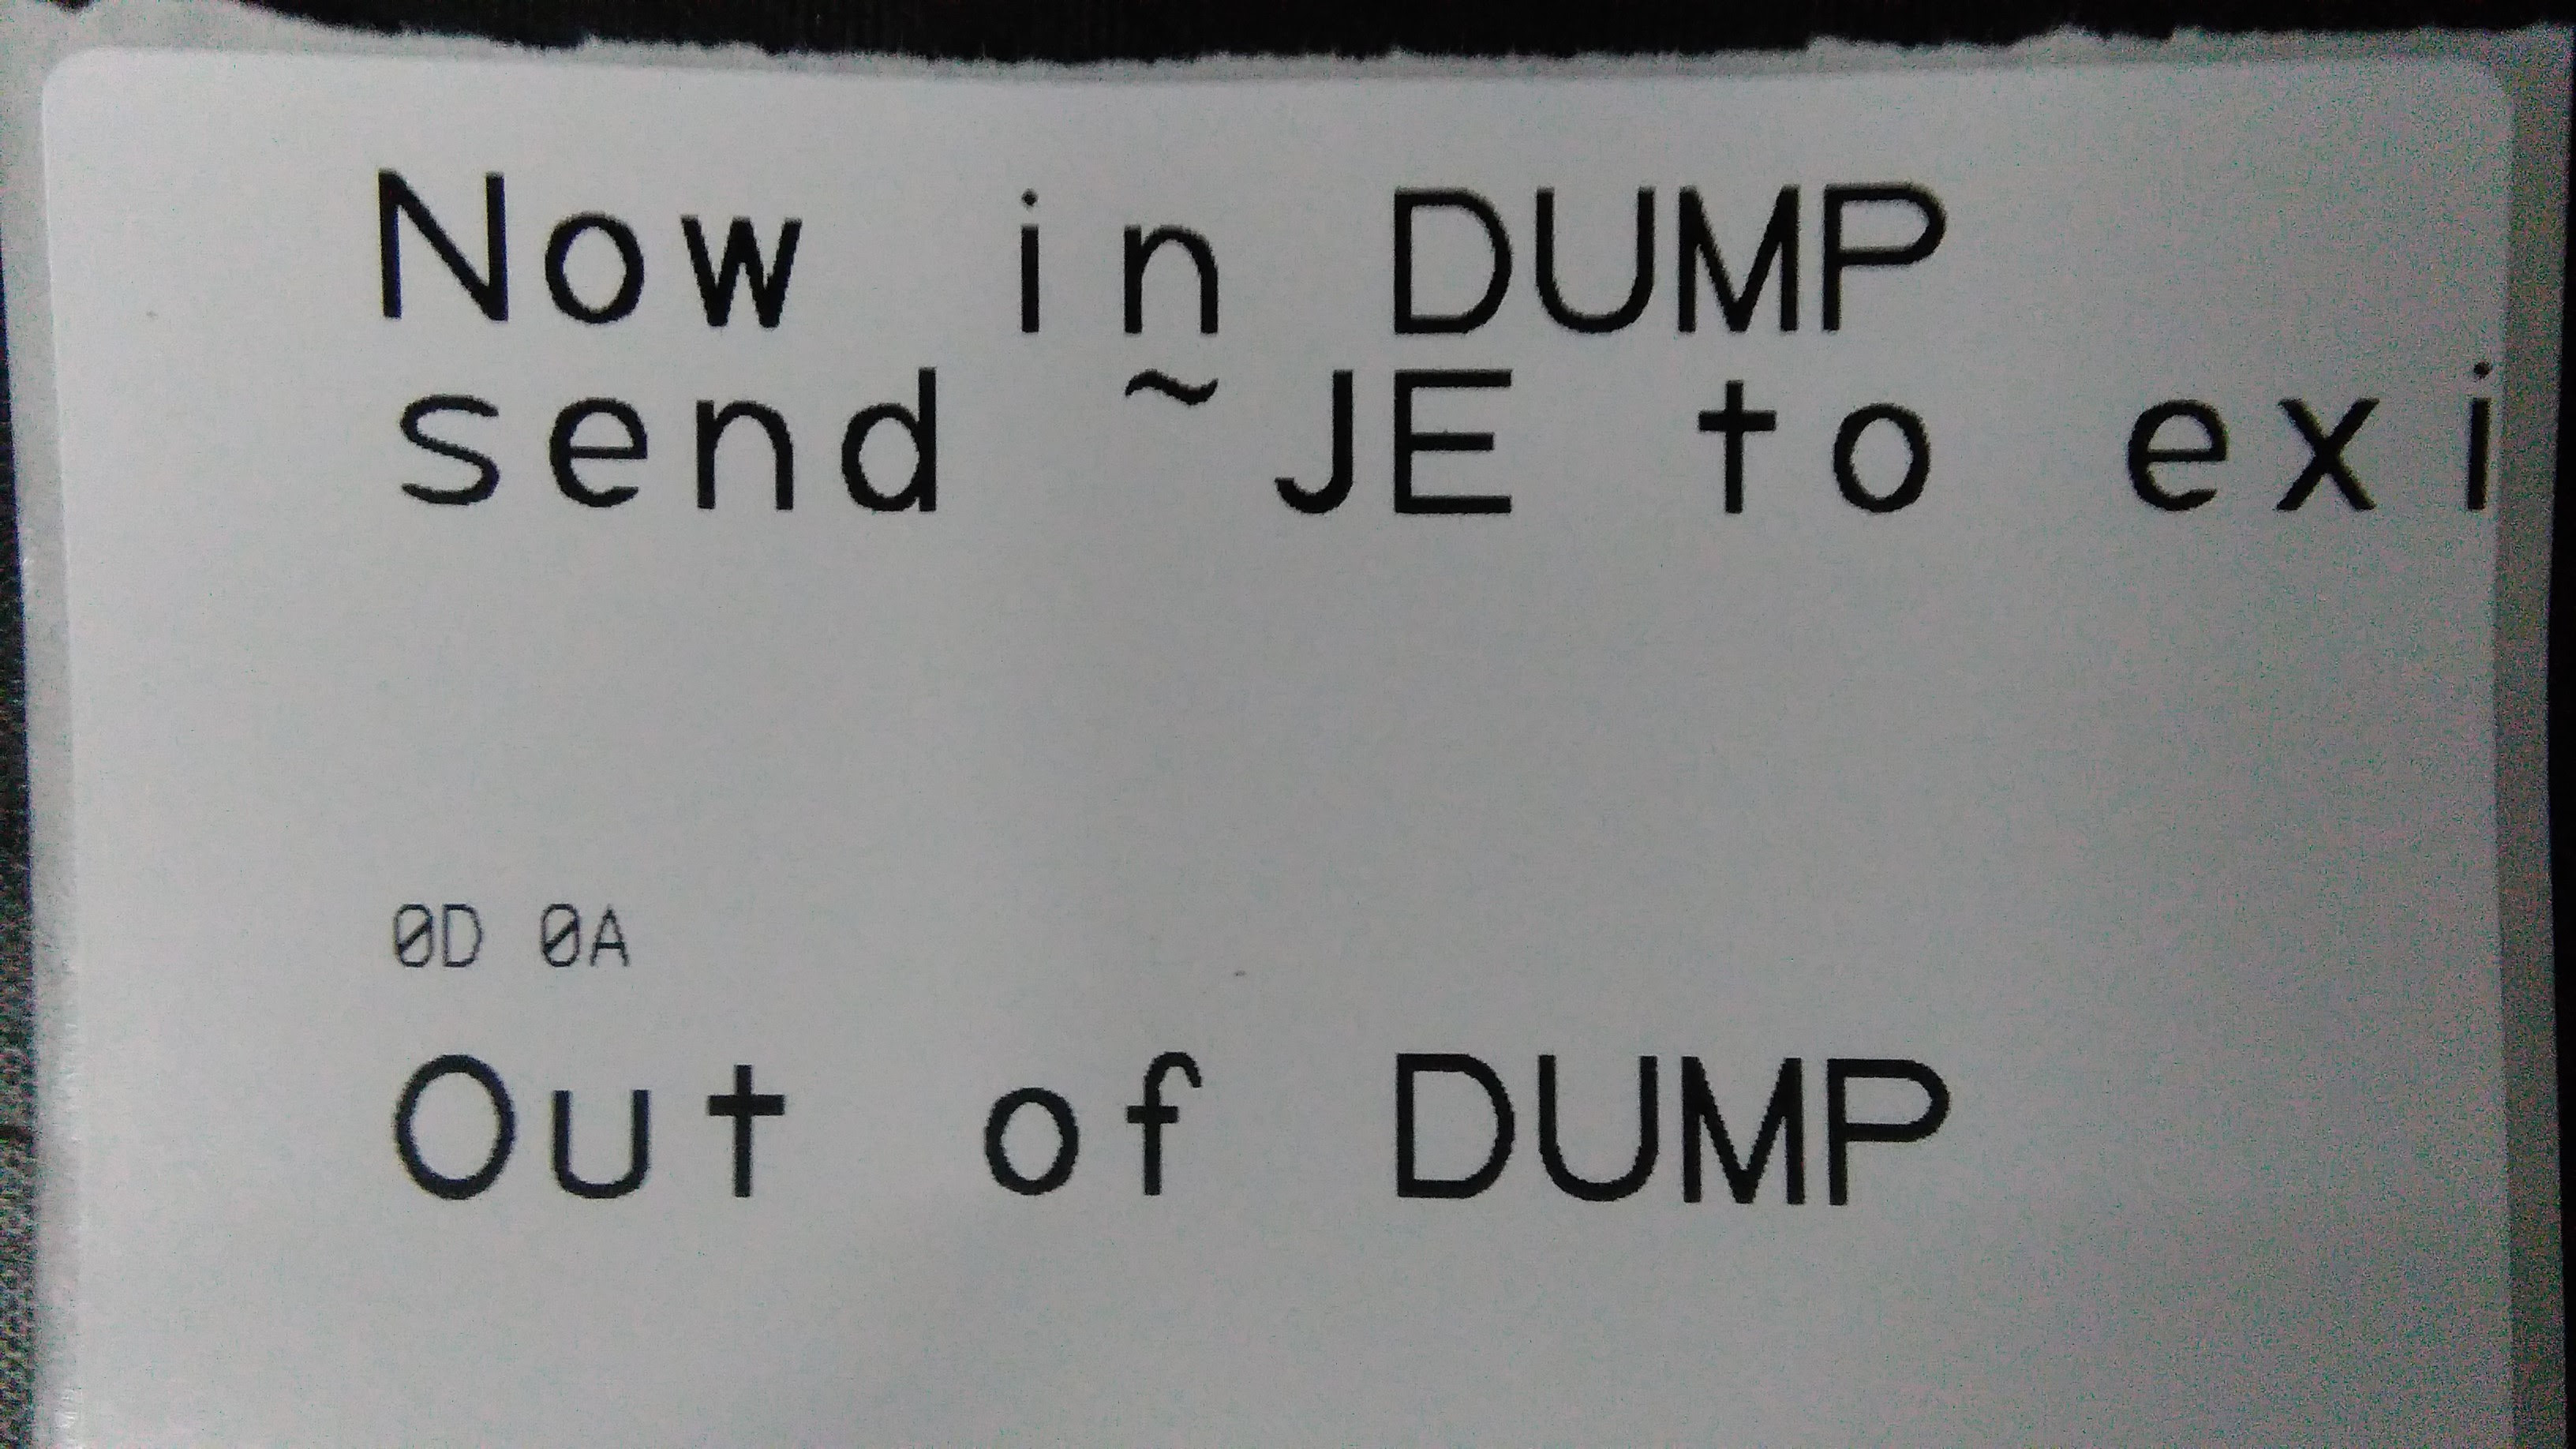 Now in DUMP
send ~JE to exi
0D 0A
Out of DUMP